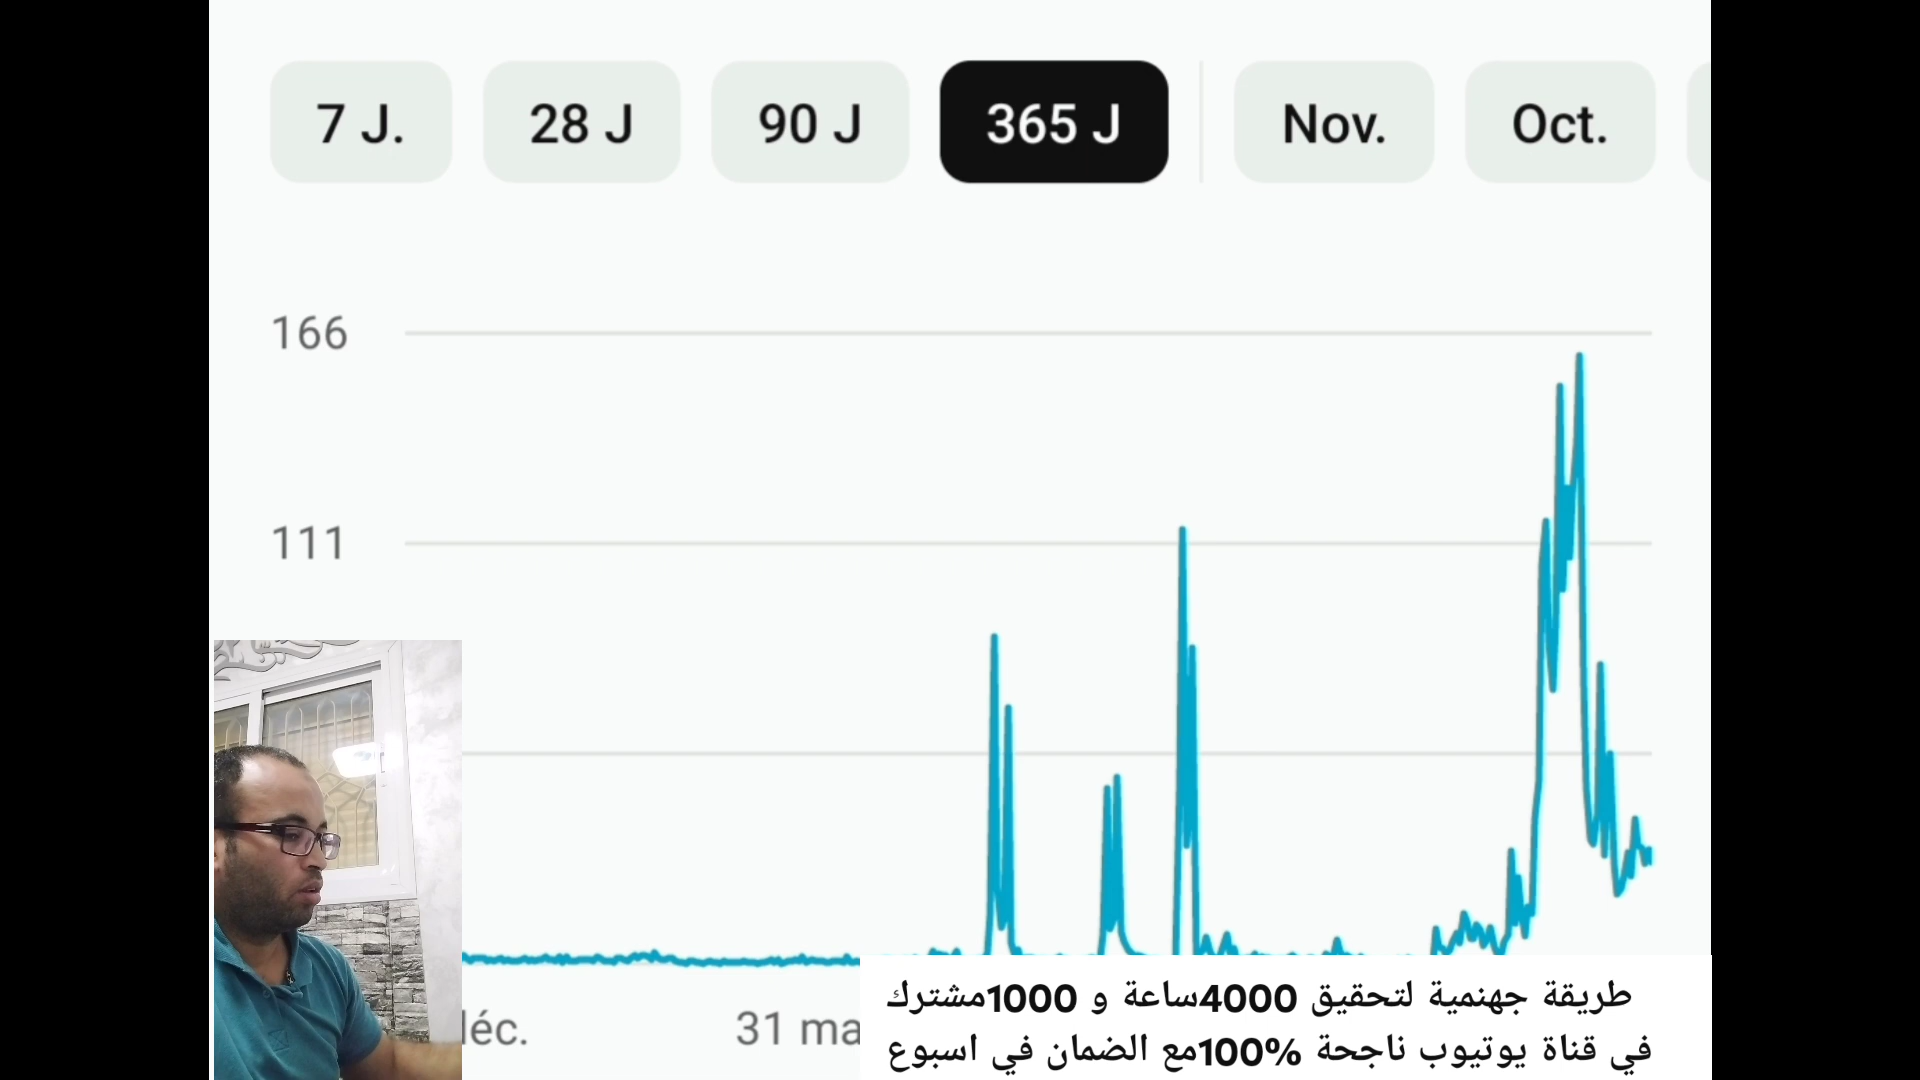 7 J.
28 J
90 J
365 J
Nov.
Oct.
166
111
déc.
31 ma
طريقة جهنمية لتحقيق 4000ساعة و 1000مشترك
في قناة يوتيوب ناجحة 100%مع الضمان في اسبوع